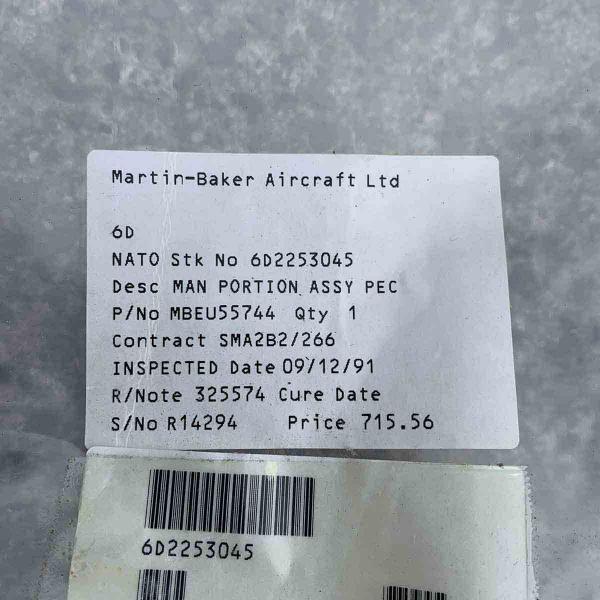 Martin-Baker Aircraft Ltd
6D
NATO Stk No 6D2253045
Desc MAN PORTION ASSY PEC
P/No MBEU55744 Qty 1
Contract SMA2B2/266
INSPECTED Date 09/12/91
R/Note 325574 Cure Date
S/No R14294 Price 715.56
6D2253045